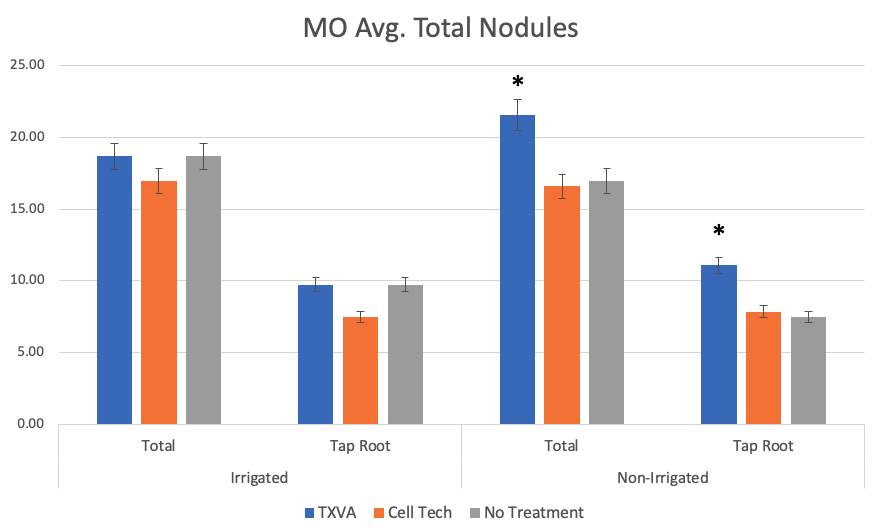 MO Avg. Total Nodules
25.00
*
20.00
15.00
*
10.00
5.00
0.00
Total Tap Root Total Tap Root
Irrigated Non-Irrigated
TXVA Cell Tech No Treatment